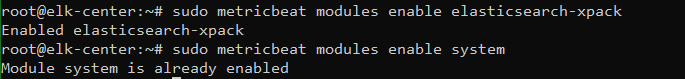 root@elk-center:~# sudo metricbeat modules enable elasticsearch-xpack
Enabled elasticsearch-xpack
root@elk-center:~# sudo metricbeat modules enable system
Module system is already enabled